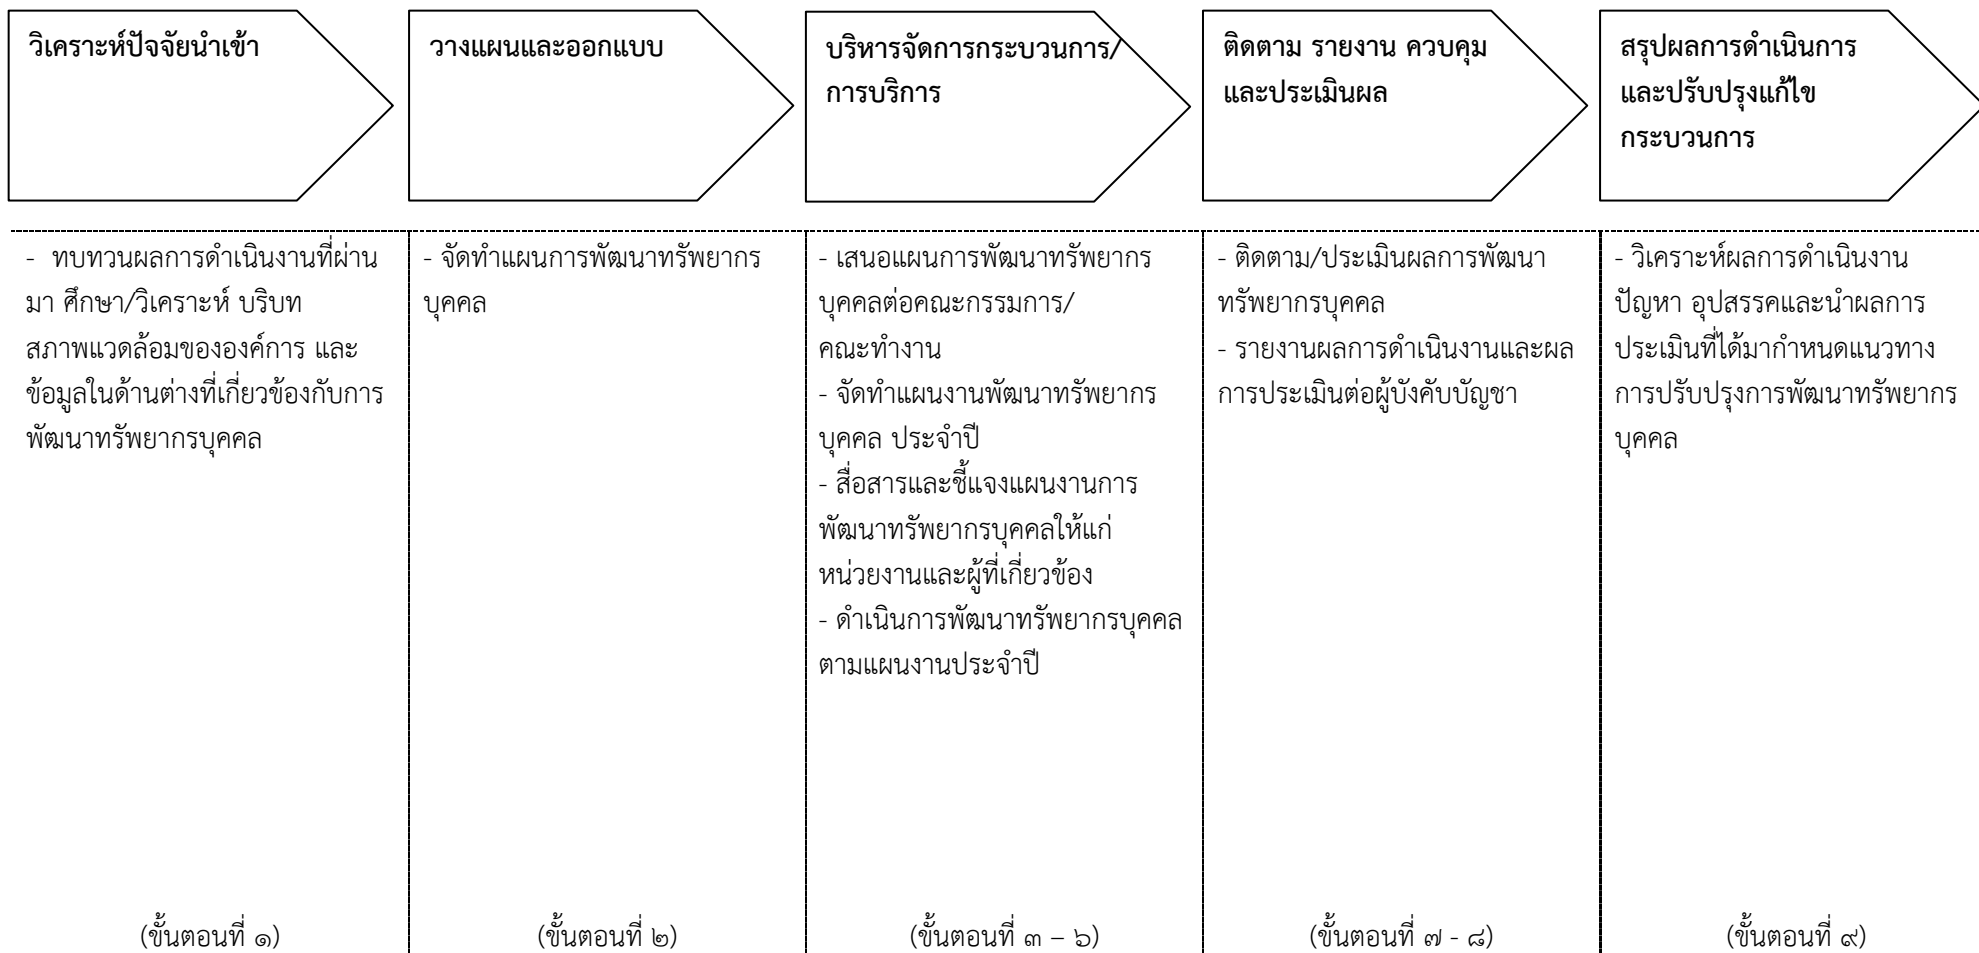 วิเคราะห์ปัจจัยนำเข้า
วางแผนและออกแบบ
บริหารจัดการกระบวนการ/
การบริการ
ติดตาม รายงาน ควบคุม
และประเมินผล
สรุปผลการดำเนินการ
และปรับปรุงแก้ไข
กระบวนการ
- ทบทวนผลการดำเนินงานที่ผ่าน
มา ศึกษา/วิเคราะห์ บริบท
สภาพแวดล้อมขององค์การ และ
ข้อมูลในด้านต่างที่เกี่ยวข้องกับการ
พัฒนาทรัพยากรบุคคล
(ขั้นตอนที่ ๑)
- จัดทำแผนการพัฒนาทรัพยากร
บุคคล
(ขั้นตอนที่ ๒)
- เสนอแผนการพัฒนาทรัพยากร
บุคคลต่อคณะกรรมการ/
คณะทำงาน
- จัดทำแผนงานพัฒนาทรัพยากร
บุคคล ประจำปี
- สื่อสารและชี้แจงแผนงานการ
พัฒนาทรัพยากรบุคคลให้แก่
หน่วยงานและผู้ที่เกี่ยวข้อง
- ดำเนินการพัฒนาทรัพยากรบุคคล
ตามแผนงานประจำปี
(ขั้นตอนที่ ๓ – ๖)
- ติดตาม/ประเมินผลการพัฒนา
ทรัพยากรบุคคล
- รายงานผลการดำเนินงานและผล
การประเมินต่อผู้บังคับบัญชา
(ขั้นตอนที่ ๗ - ๘)
- วิเคราะห์ผลการดำเนินงาน
ปัญหา อุปสรรคและนำผลการ
ประเมินที่ได้มากำหนดแนวทาง
การปรับปรุงการพัฒนาทรัพยากร
บุคคล
(ขั้นตอนที่ ๙)